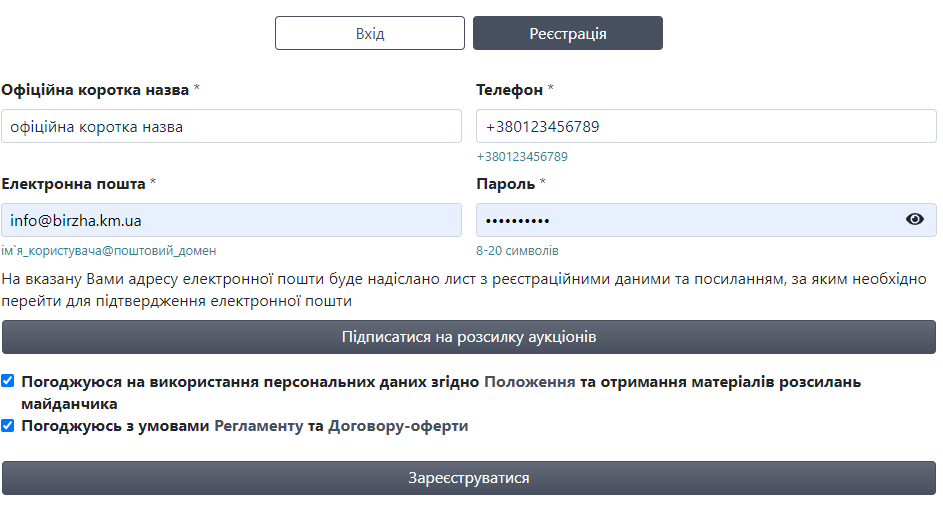 Вхід
Реєстрація
Офіційна коротка назва *
Телефон *
офіційна коротка назва
+380123456789
+380123456789
Електронна пошта *
Пароль *
info@birzha.km.ua
••••••••••
ім`я_користувача@поштовий_домен
8-20 символів
На вказану Вами адресу електронної пошти буде надіслано лист з реєстраційними даними та посиланням, за яким необхідно
перейти для підтвердження електронної пошти
Підписатися на розсилку аукціонів
Погоджуюся на використання персональних даних згідно Положення та отримання матеріалів розсилань
майданчика
Погоджуюсь з умовами Регламенту та Договору-оферти
Зареєструватися